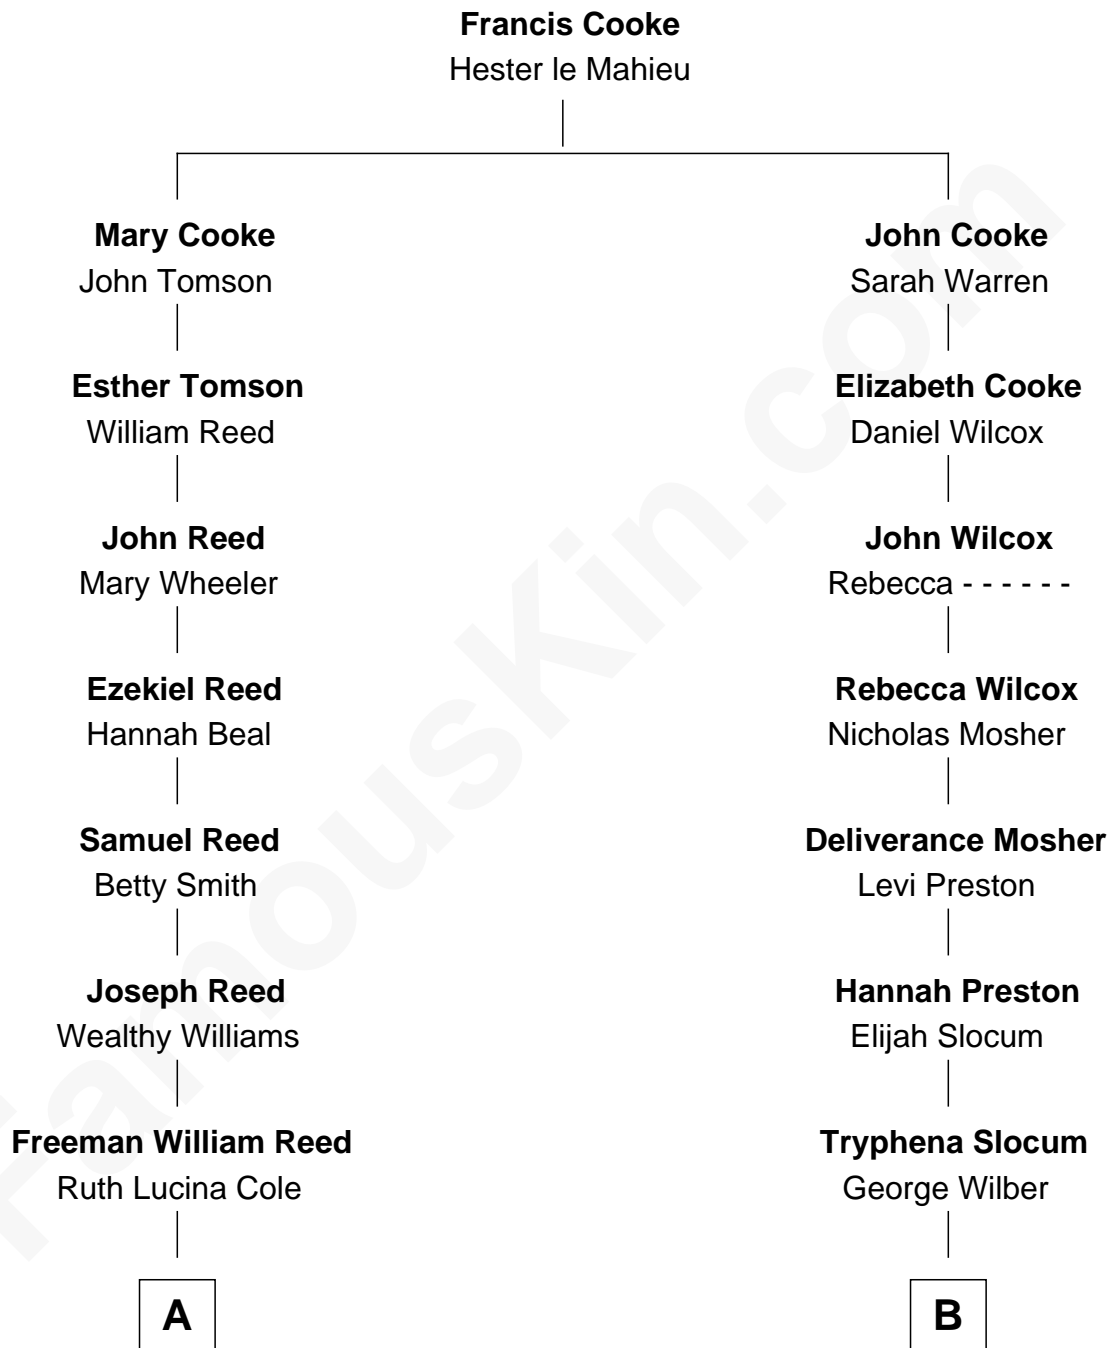 Francis Cooke
Hester le Mahieu
Mary Cooke
John Tomson
John Cooke
Sarah Warren
Esther Tomson
William Reed
Elizabeth Cooke
Daniel Wilcox
John Reed
Mary Wheeler
John Wilcox
Rebecca - - - - - -
Ezekiel Reed
Hannah Beal
Rebecca Wilcox
Nicholas Mosher
Samuel Reed
Betty Smith
Deliverance Mosher
Levi Preston
Joseph Reed
Wealthy Williams
Hannah Preston
Elijah Slocum
Freeman William Reed
Ruth Lucina Cole
Tryphena Slocum
George Wilber
A
B
FamousKin.com